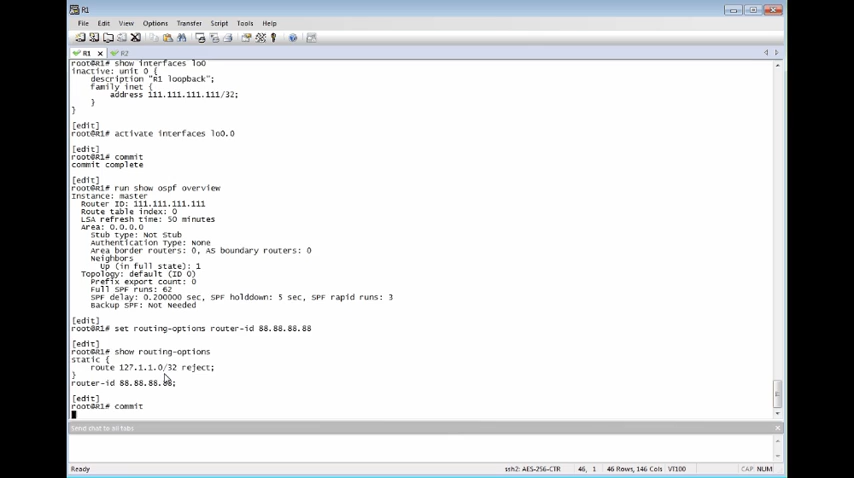 R1
File Edit View Options Transfer Script Tools Help
R1 R2
root@R1# show interfaces lo0
inactive: unit 0 {
description "R1 loopback";
family inet {
address 111.111.111.111/32;
}
}
[edit]
root@R1# activate interfaces lo0.0
[edit]
root@R1# commit
commit complete
[edit]
root@R1# run show ospf overview
Instance: master
Router ID: 111.111.111.111
Route table index: 0
LSA refresh time: 50 minutes
Area: 0.0.0.0
Stub type: Not Stub
Authentication Type: None
Area border routers: 0, AS boundary routers: 0
Neighbors
Up (in full state): 1
Topology: default (ID 0)
Prefix export count: 0
Full SPF runs: 62
SPF delay: 0.200000 sec, SPF holddown: 5 sec, SPF rapid runs: 3
Backup SPF: Not Needed
[edit]
root@R1# set routing-options router-id 88.88.88.88
[edit]
root@R1# show routing-options
static {
route 127.1.1.0/32 reject;
}
router-id 88.88.88.88;
[edit]
root@R1# commit
Send chat to all tabs
Ready ssh2: AES-256-CTR 46, 1 46 Rows, 146 Cols VT100 CAP NUM